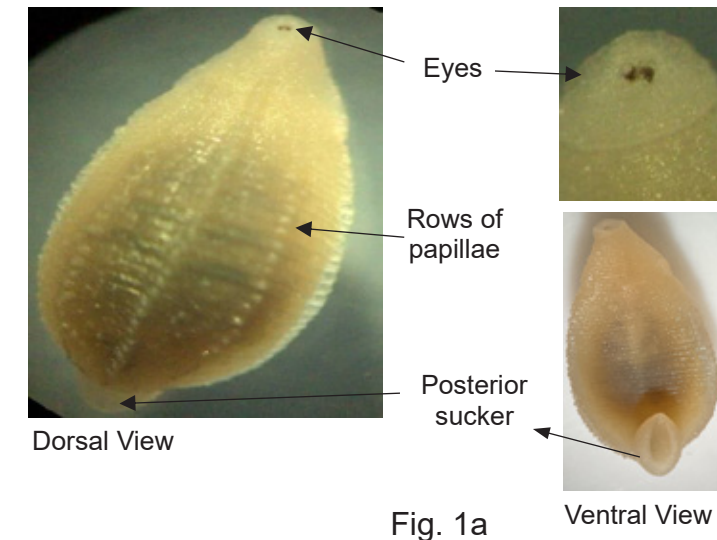 Eyes
Rows of
papillae
Posterior
sucker
Dorsal View
Fig. 1a
Ventral View